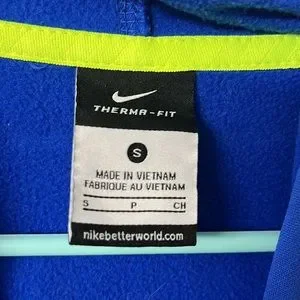 THERMA-FIT
S
MADE IN VIETNAM
FABRIQUE AU VIETNAM
S P CH
nikebetterworld.com